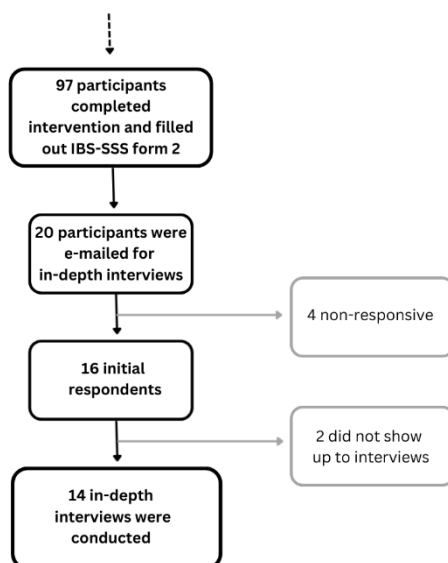 97 participants
completed
intervention and filled
out IBS-SSS form 2
20 participants were
e-mailed for
in-depth interviews
4 non-responsive
16 initial
respondents
2 did not show
up to interviews
14 in-depth
interviews were
conducted